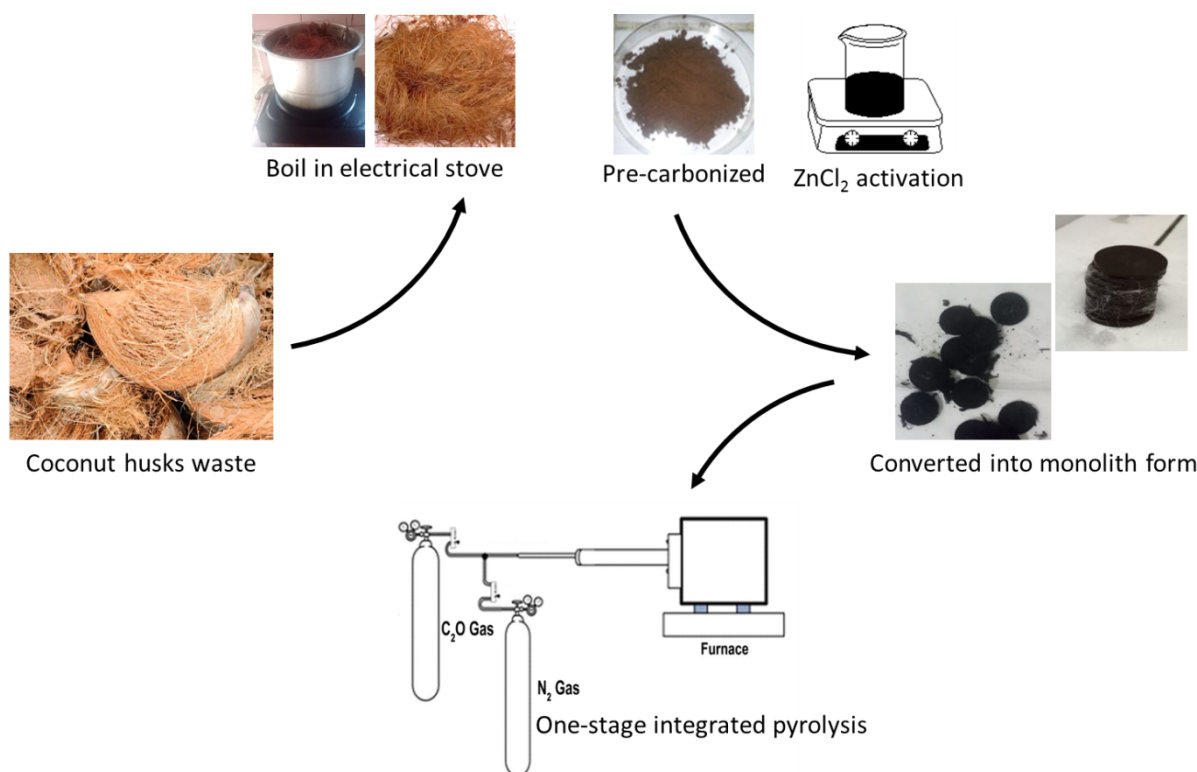 Boil in electrical stove
Pre-carbonized
ZnCl₂ activation
Coconut husks waste
Converted into monolith form
C₂O Gas
Furnace
N₂ Gas
One-stage integrated pyrolysis